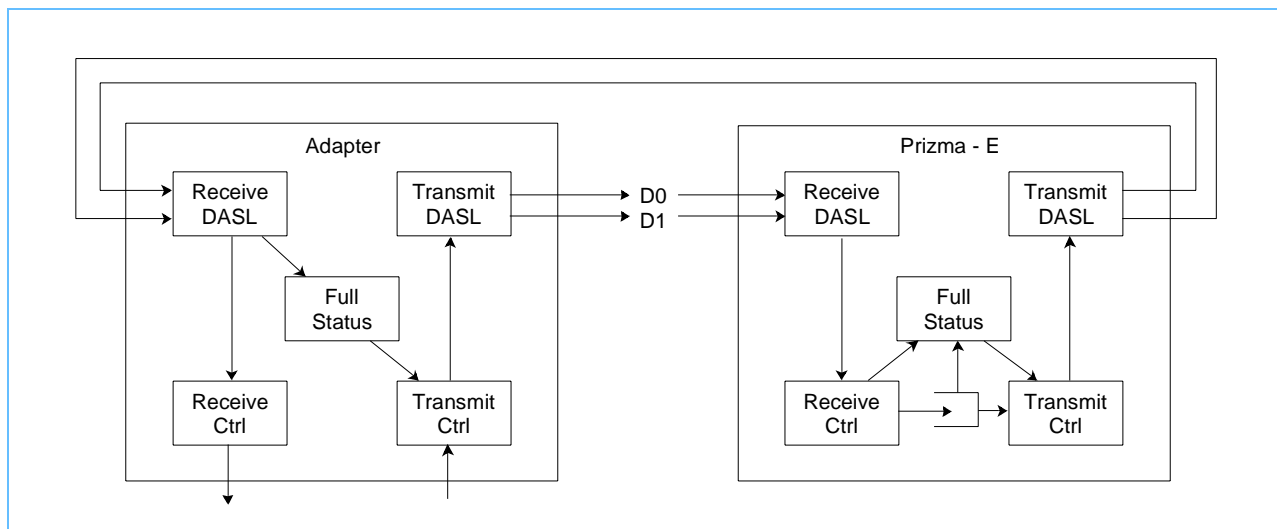 Adapter
Prizma - E
Receive
DASL
Transmit
DASL
D0
D1
Receive
DASL
Transmit
DASL
Full
Status
Full
Status
Receive
Ctrl
Transmit
Ctrl
Receive
Ctrl
Transmit
Ctrl